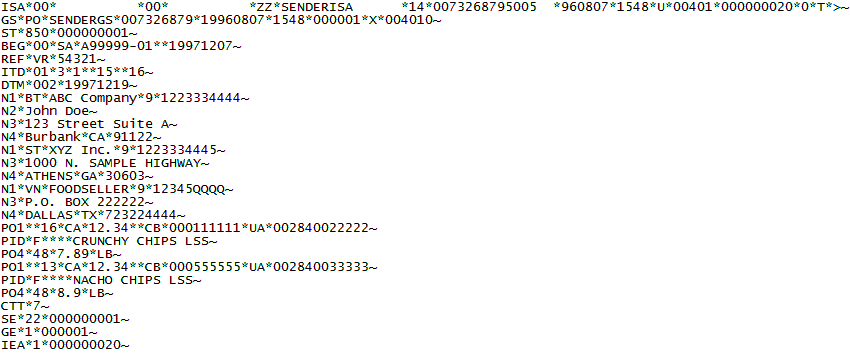 ISA*00*          *00*          *ZZ*SENDERISA      *14*0073268795005  *960807*1548*U*00401*000000020*0*T*>~
GS*PO*SENDERGS*007326879*19960807*1548*000001*X*004010~
ST*850*000000001~
BEG*00*SA*A99999-01**19971207~
REF*VR*54321~
ITD*01*3*1**15**16~
DTM*002*19971219~
N1*BT*ABC Company*9*1223334444~
N2*John Doe~
N3*123 Street Suite A~
N4*Burbank*CA*91122~
N1*ST*XYZ Inc.*9*1223334445~
N3*1000 N. SAMPLE HIGHWAY~
N4*ATHENS*GA*30603~
N1*VN*FOODSELLER*9*12345QQQQ~
N3*P.O. BOX 222222~
N4*DALLAS*TX*723224444~
PO1**16*CA*12.34**CB*000111111*UA*002840022222~
PID*F****CRUNCHY CHIPS LSS~
PO4*48*7.89*LB~
PO1**13*CA*12.34**CB*000555555*UA*002840033333~
PID*F****NACHO CHIPS LSS~
PO4*48*8.9*LB~
CTT*7~
SE*22*000000001~
GE*1*000001~
IEA*1*000000020~